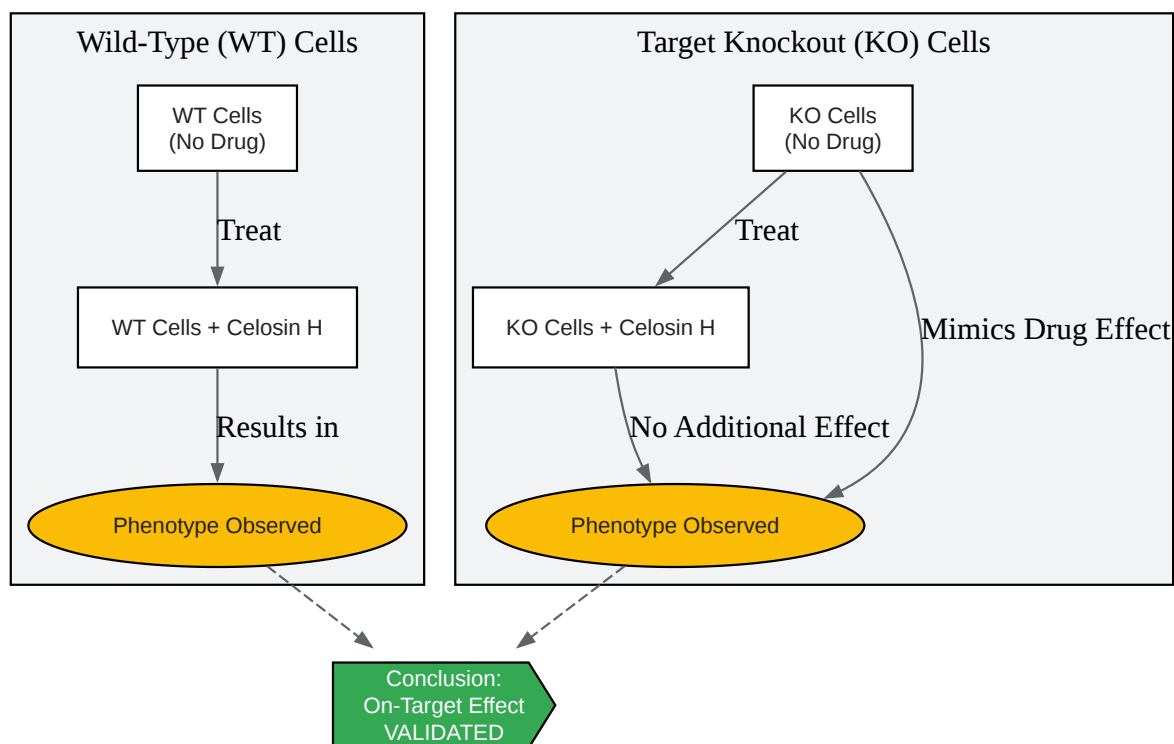 Wild-Type (WT) Cells
WT Cells
(No Drug)
Treat
WT Cells + Celosin H
Results in
Phenotype Observed
Target Knockout (KO) Cells
KO Cells
(No Drug)
Treat
KO Cells + Celosin H
Mimics Drug Effect
No Additional Effect
Phenotype Observed
Conclusion:
On-Target Effect
VALIDATED